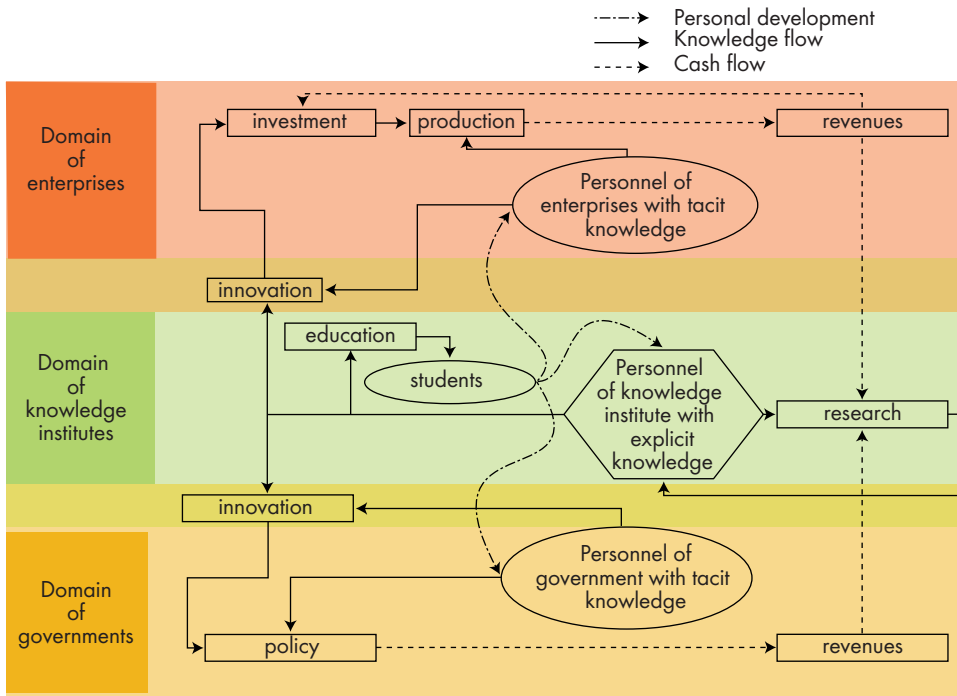 Personal development
Knowledge flow
Cash flow
Domain
of
enterprises
investment
production
revenues
Personnel of
enterprises with tacit
knowledge
innovation
Domain
of
knowledge
institutes
education
students
Personnel
of knowledge
institute with
explicit
knowledge
research
innovation
Domain
of
governments
Personnel of
government with tacit
knowledge
policy
revenues